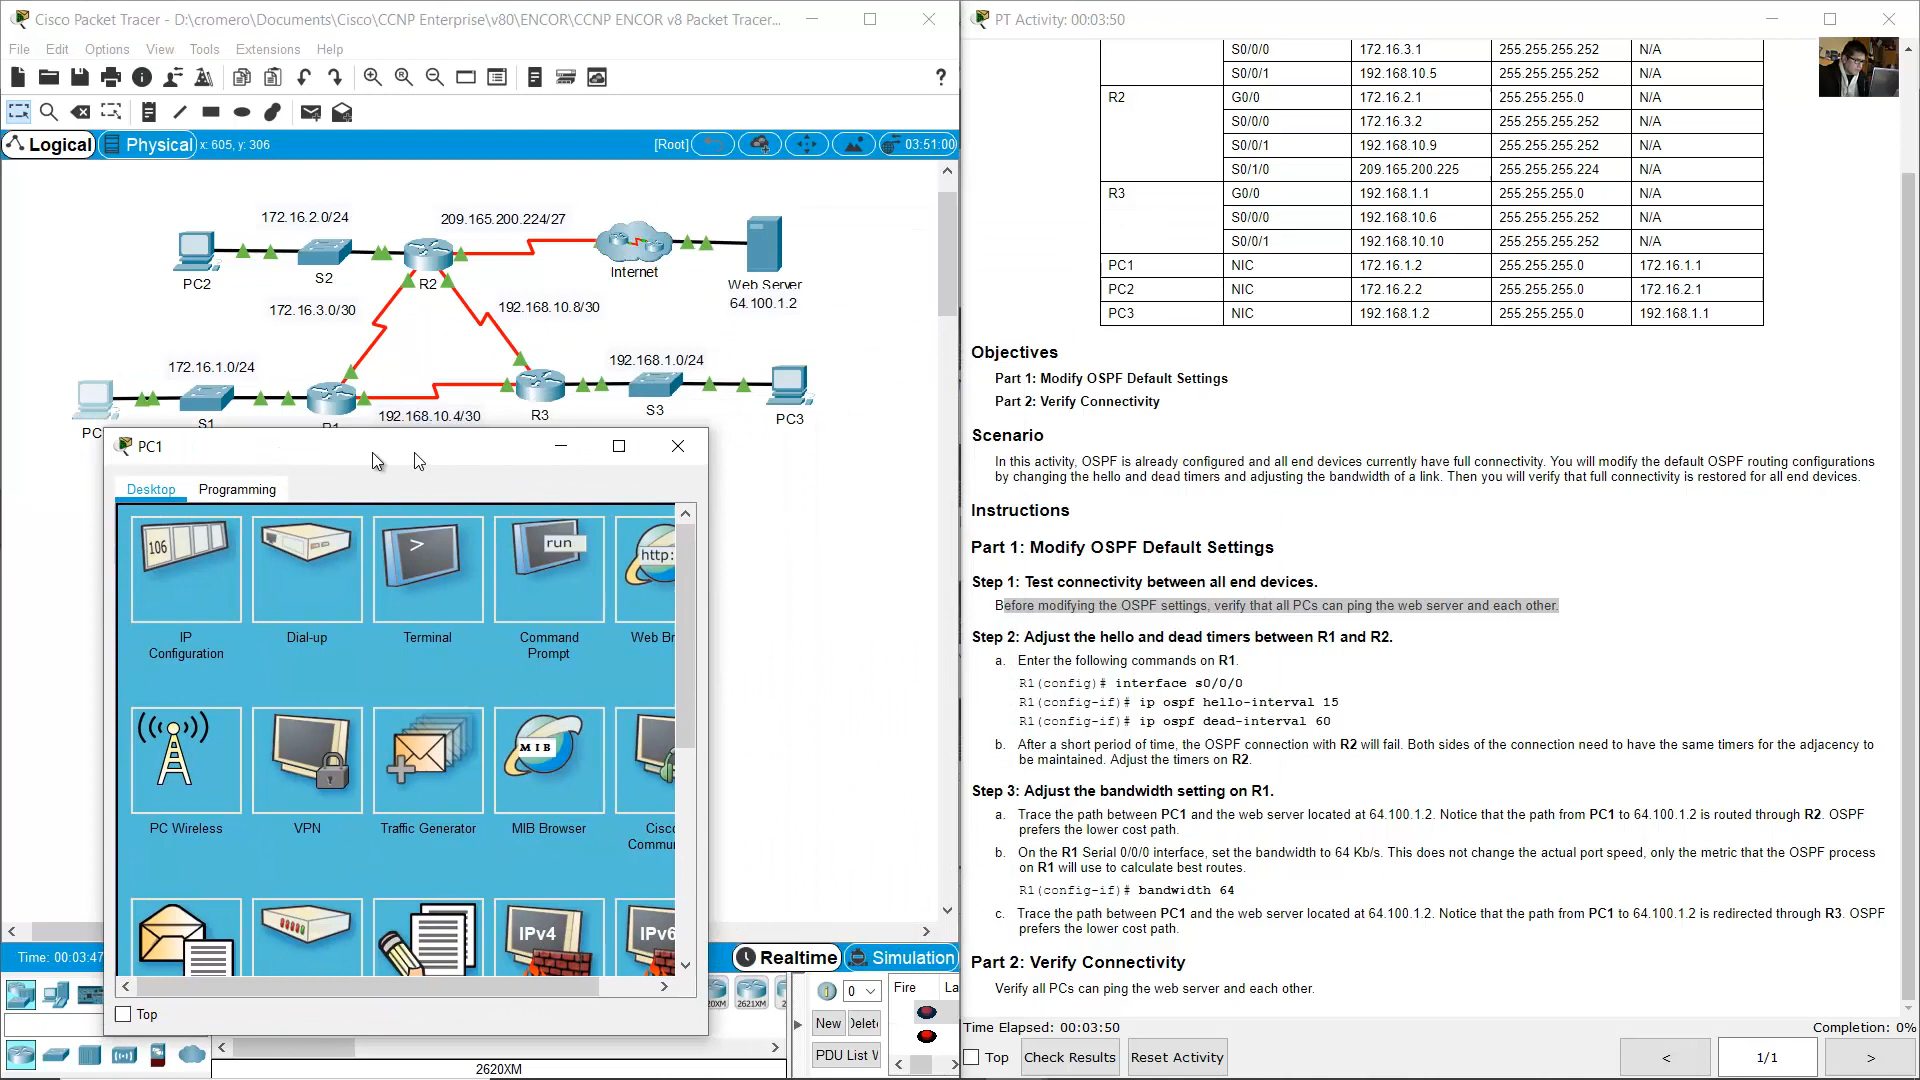 Cisco Packet Tracer - D:\cromero\Documents\Cisco\CCNP Enterprise\v80\ENCOR\CCNP ENCOR v8 Packet Tracer...
File Edit Options View Tools Extensions Help
Logical Physical x: 605, y: 306 [Root] 03:51:00
172.16.2.0/24
209.165.200.224/27
PC2
S2
R2
Internet
Web Server
64.100.1.2
172.16.3.0/30
192.168.10.8/30
172.16.1.0/24
192.168.1.0/24
S1
192.168.10.4/30
R3
S3
PC3
PC1
Desktop Programming
106
>
run
http:
IP Configuration
Dial-up
Terminal
Command Prompt
Web Br
PC Wireless
VPN
MIB
Traffic Generator
MIB Browser
Cisc
Commu
IPv4
IPv6
Top
Time: 00:03:47
Realtime
Simulation
0XM
2621XM
2
0
Fire
La
New
Delete
PDU List W
2620XM
PT Activity: 00:03:50
S0/0/0 172.16.3.1 255.255.255.252 N/A
S0/0/1 192.168.10.5 255.255.255.252 N/A
R2 G0/0 172.16.2.1 255.255.255.0 N/A
S0/0/0 172.16.3.2 255.255.255.252 N/A
S0/0/1 192.168.10.9 255.255.255.252 N/A
S0/1/0 209.165.200.225 255.255.255.224 N/A
R3 G0/0 192.168.1.1 255.255.255.0 N/A
S0/0/0 192.168.10.6 255.255.255.252 N/A
S0/0/1 192.168.10.10 255.255.255.252 N/A
PC1 NIC 172.16.1.2 255.255.255.0 172.16.1.1
PC2 NIC 172.16.2.2 255.255.255.0 172.16.2.1
PC3 NIC 192.168.1.2 255.255.255.0 192.168.1.1
Objectives
Part 1: Modify OSPF Default Settings
Part 2: Verify Connectivity
Scenario
In this activity, OSPF is already configured and all end devices currently have full connectivity. You will modify the default OSPF routing configurations
by changing the hello and dead timers and adjusting the bandwidth of a link. Then you will verify that full connectivity is restored for all end devices.
Instructions
Part 1: Modify OSPF Default Settings
Step 1: Test connectivity between all end devices.
Before modifying the OSPF settings, verify that all PCs can ping the web server and each other.
Step 2: Adjust the hello and dead timers between R1 and R2.
a. Enter the following commands on R1.
R1(config)# interface s0/0/0
R1(config-if)# ip ospf hello-interval 15
R1(config-if)# ip ospf dead-interval 60
b. After a short period of time, the OSPF connection with R2 will fail. Both sides of the connection need to have the same timers for the adjacency to
be maintained. Adjust the timers on R2.
Step 3: Adjust the bandwidth setting on R1.
a. Trace the path between PC1 and the web server located at 64.100.1.2. Notice that the path from PC1 to 64.100.1.2 is routed through R2. OSPF
prefers the lower cost path.
b. On the R1 Serial 0/0/0 interface, set the bandwidth to 64 Kb/s. This does not change the actual port speed, only the metric that the OSPF process
on R1 will use to calculate best routes.
R1(config-if)# bandwidth 64
c. Trace the path between PC1 and the web server located at 64.100.1.2. Notice that the path from PC1 to 64.100.1.2 is redirected through R3. OSPF
prefers the lower cost path.
Part 2: Verify Connectivity
Verify all PCs can ping the web server and each other.
Time Elapsed: 00:03:50 Completion: 0%
Top Check Results Reset Activity < 1/1 >